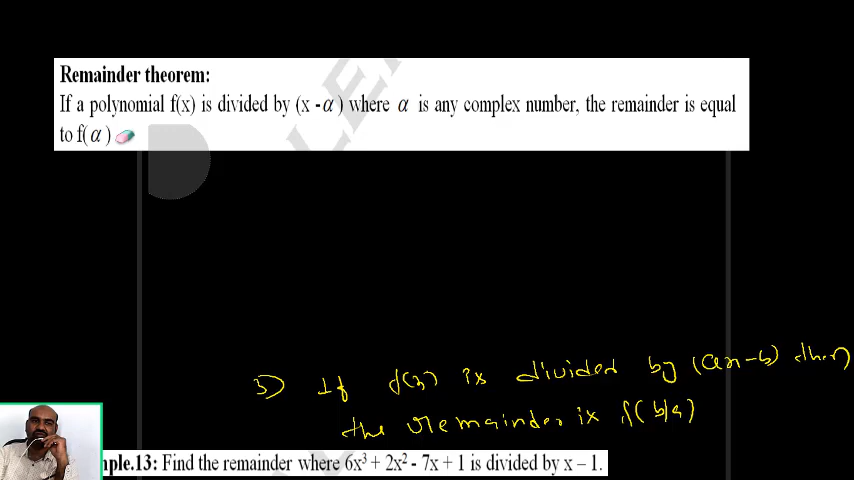 Remainder theorem:
If a polynomial f(x) is divided by (x - α) where α is any complex number, the remainder is equal
to f(α)
3) If f(x) is divided by (ax-b) then
the remainder is f(b/a)
mple.13: Find the remainder where 6x³ + 2x² - 7x + 1 is divided by x – 1.